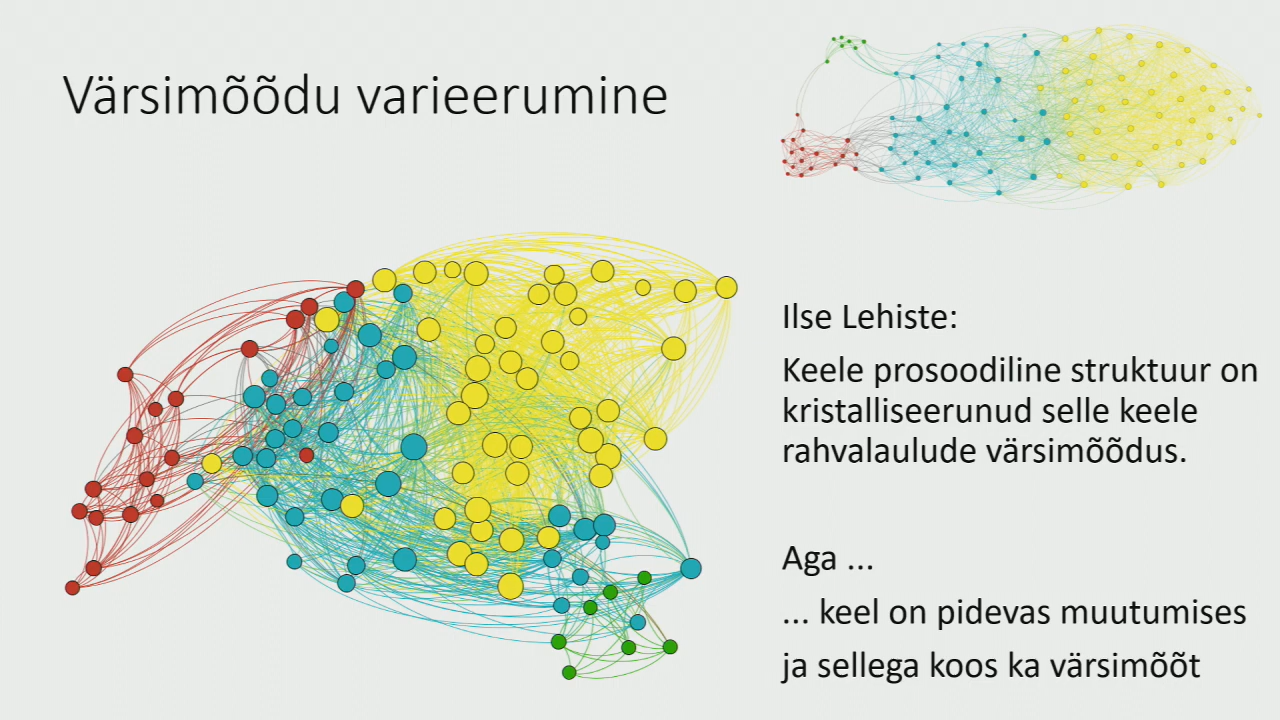 Värsimõõdu varieerumine
Ilse Lehiste:
Keele prosoodiline struktuur on
kristalliseerunud selle keele
rahvalaulude värsimõõdus.
Aga ...
... keel on pidevas muutumises
ja sellega koos ka värsimõõt